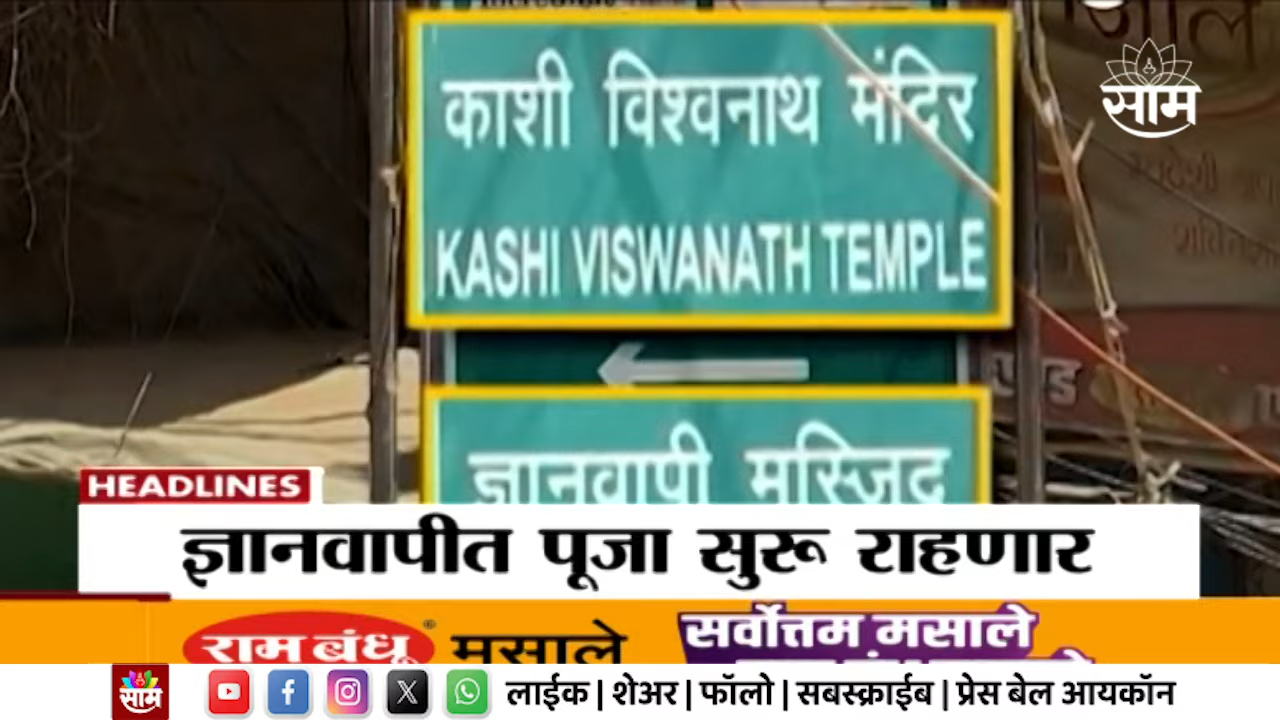 साम
काशी विश्वनाथ मंदिर
KASHI VISWANATH TEMPLE
ज्ञानवापी मस्जिद
HEADLINES
ज्ञानवापीत पूजा सुरू राहणार
राम बंधू® मसाले सर्वोत्तम मसाले
साम लाईक | शेअर | फॉलो | सबस्क्राईब | प्रेस बेल आयकॉन